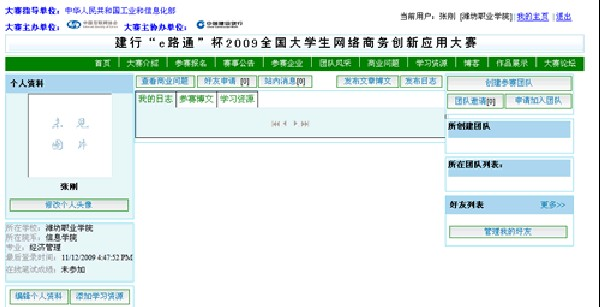 大赛指导单位：中华人民共和国工业和信息化部
大赛主办单位： 大赛主协办单位： 中国建设银行
当前用户：张刚 [潍坊职业学院] | 我的主页 | 退出
建行“e路通”杯2009全国大学生网络商务创新应用大赛
首页 | 大赛介绍 | 参赛报名 | 赛事公告 | 参赛企业 | 团队风采 | 商业问题 | 学习资源 | 博客 | 作品展示 | 大赛论坛
个人资料
未见图片
张刚
修改个人头像
所在学校：潍坊职业学院
所在院系：信息学院
专业：经济管理
最后登录时间：11/12/2009 4:47:52 PM
在线笔试成绩：未参加
编辑个人资料 添加学习资源
查看商业问题 好友申请 [0] 站内消息[0] 发布文章博文 发布日志
我的日志 参赛博文 学习资源
创建参赛团队
团队邀请[0] 申请加入团队
所创建团队
所在团队列表：
好友列表 更多>>
管理我的好友